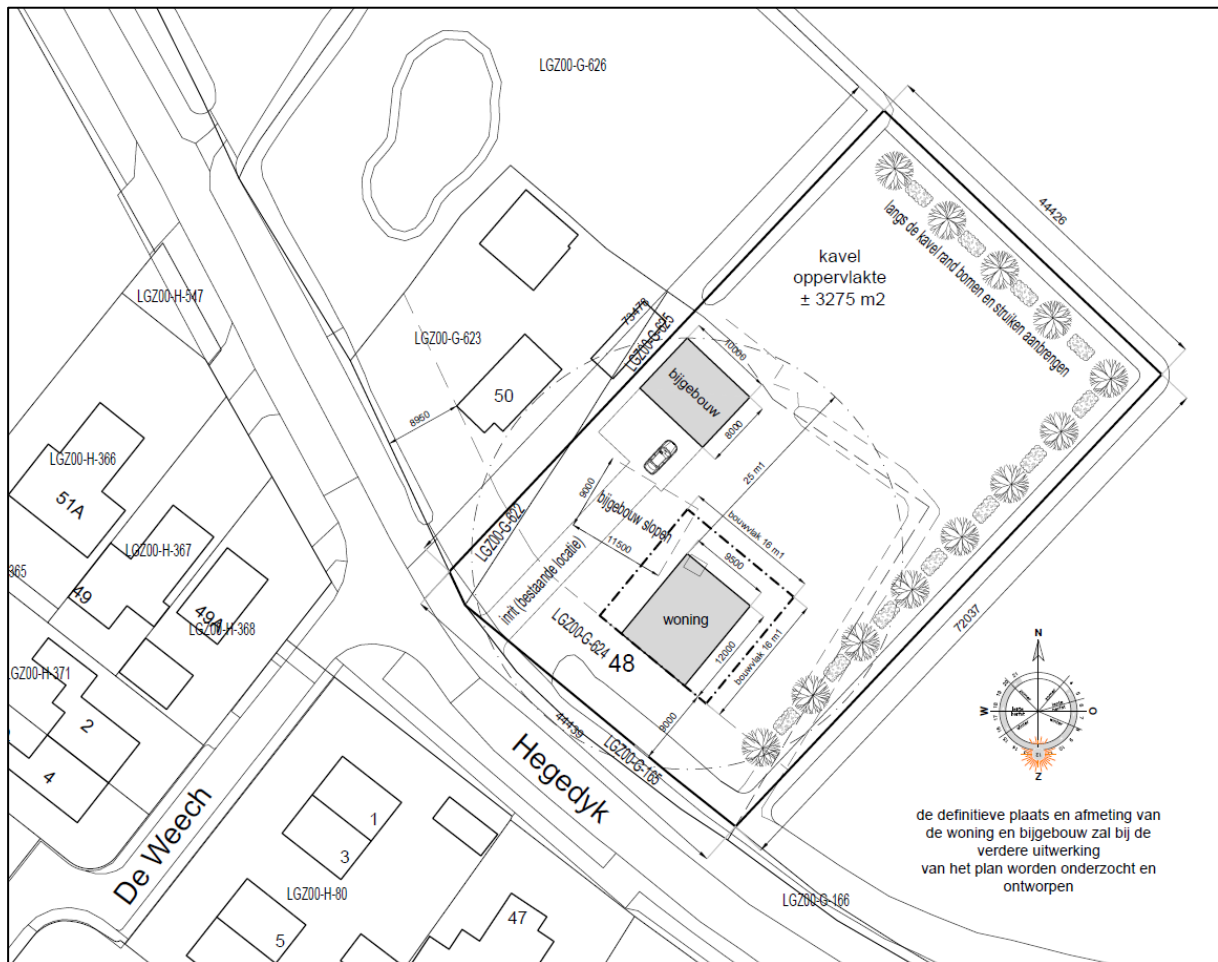 LGZ00-G-626
44426
langs de kavel rand bomen en struiken aanbrengen
kavel
oppervlakte
± 3275 m2
LGZ00-H-547
73478
LGZ00-G-625
LGZ00-G-623
50
8950
10000
bijgebouw
8000
25 m1
LGZ00-H-366
51A
9000
bijgebouw slopen
11500
bouwvlak 16 m1
9500
LGZ00-G-622
LGZ00-H-367
49
inrit (bestaande locatie)
365
49A
woning
LGZ00-H-368
LGZ00-G-624
48
12000
bouwvlak 16 m1
72037
LGZ00-H-371
2
4
44439
9000
LGZ00-G-165
Hegedyk
N
W
O
Z
De Weech
1
3
LGZ00-H-80
5
47
LGZ00-G-166
de definitieve plaats en afmeting van
de woning en bijgebouw zal bij de
verdere uitwerking
van het plan worden onderzocht en
ontworpen